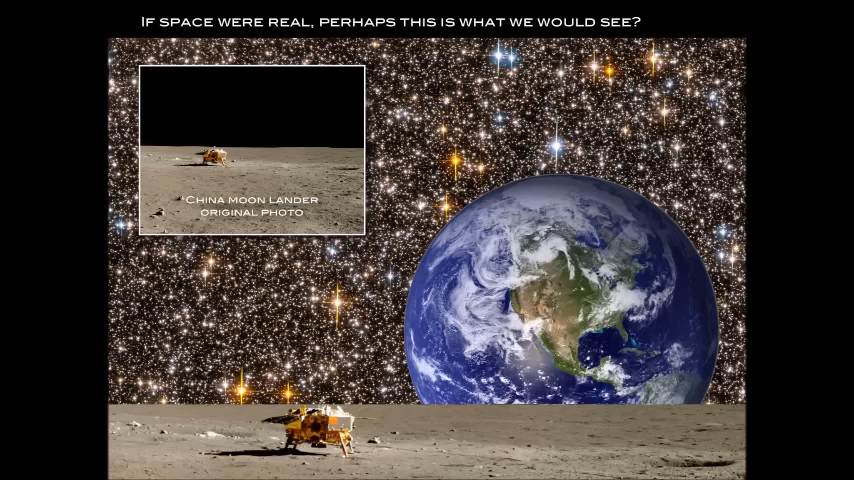 If space were real, perhaps this is what we would see?
*China moon lander
original photo